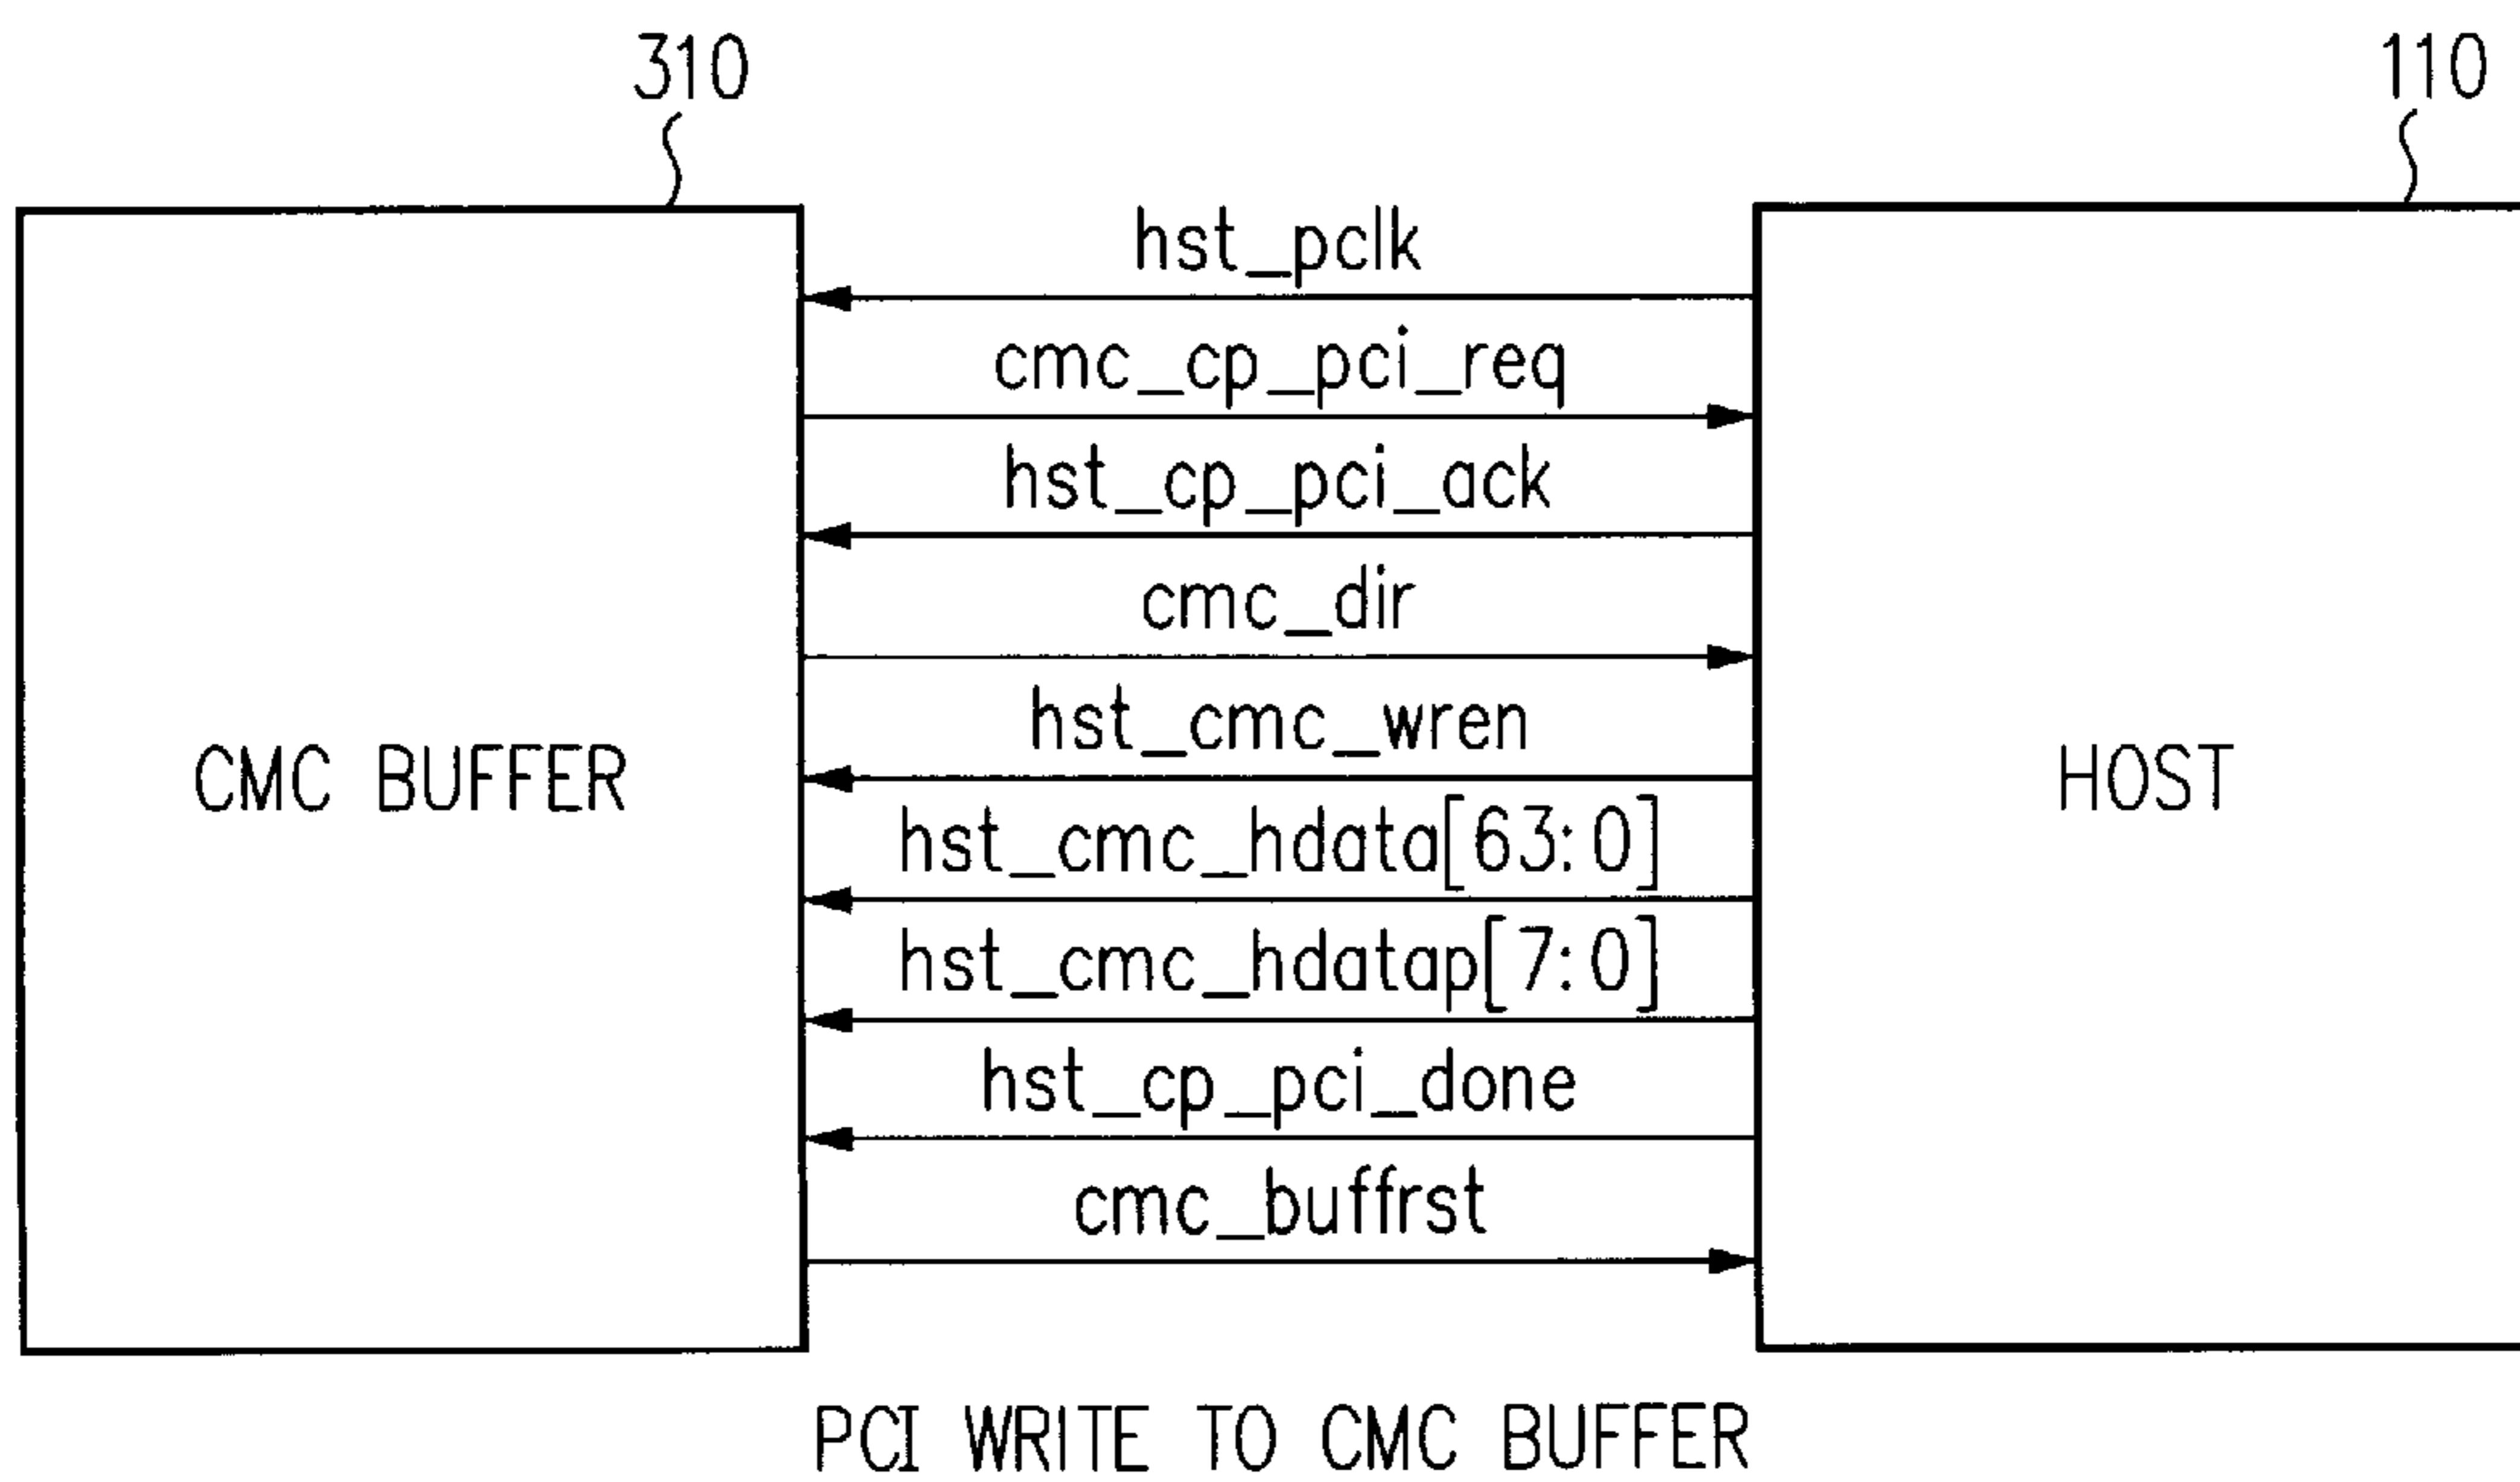 310
110
hst_pclk
cmc_cp_pci_req
hst_cp_pci_ack
cmc_dir
hst_cmc_wren
CMC BUFFER
HOST
hst_cmc_hdata[63:0]
hst_cmc_hdatap[7:0]
hst_cp_pci_done
cmc_buffrst
PCI WRITE TO CMC BUFFER